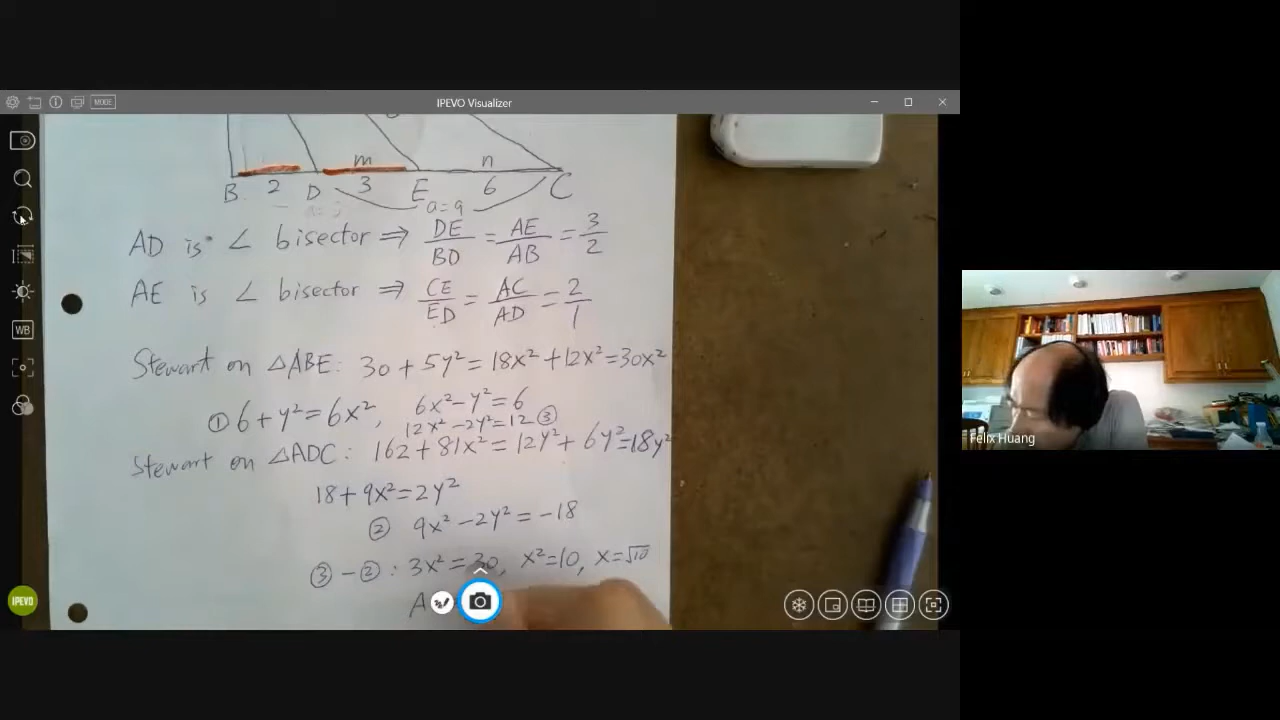 IPEVO Visualizer
MODE
m n
B 2 D 3 E 6 C
a=9
AD is ∠ bisector ⇒ DE/BD = AE/AB = 3/2
AE is ∠ bisector ⇒ CE/ED = AC/AD = 2/1
Stewart on △ABE: 30 + 5y² = 18x² + 12x² = 30x²
① 6 + y² = 6x², 6x² - y² = 6
12x² - 2y² = 12 ③
Stewart on △ADC: 162 + 81x² = 12y² + 6y² = 18y²
18 + 9x² = 2y²
② 9x² - 2y² = -18
③ - ② : 3x² = 30, x² = 10, x = √10
A
WB
IPEVO
Felix Huang